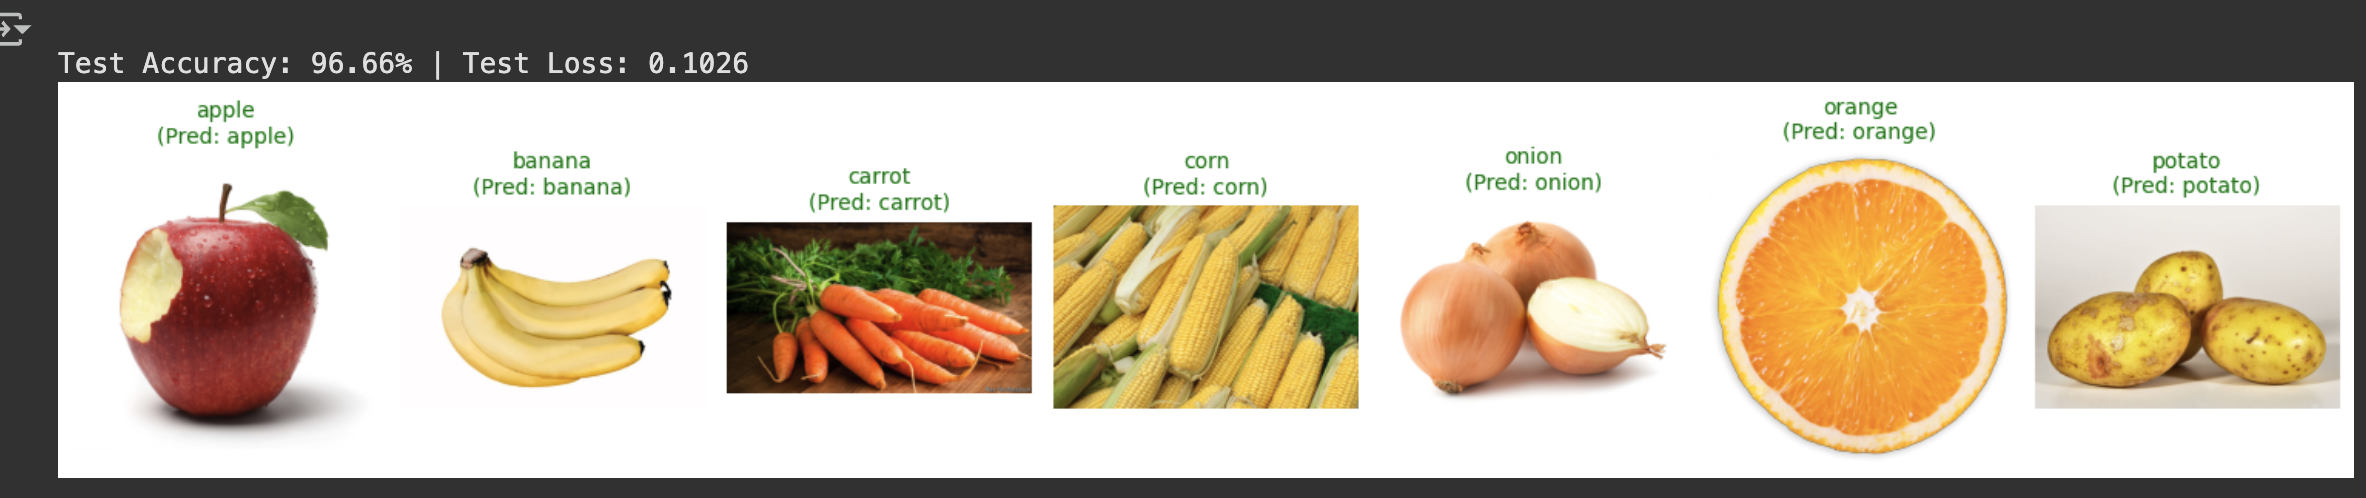 Test Accuracy: 96.66% | Test Loss: 0.1026
apple
(Pred: apple)
banana
(Pred: banana)
carrot
(Pred: carrot)
corn
(Pred: corn)
onion
(Pred: onion)
orange
(Pred: orange)
potato
(Pred: potato)